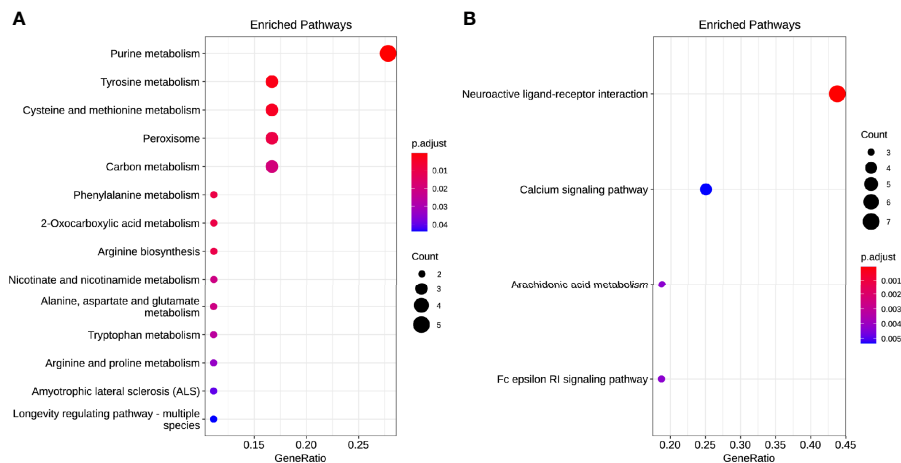 A
Enriched Pathways
Purine metabolism
Tyrosine metabolism
Cysteine and methionine metabolism
Peroxisome
Carbon metabolism
Phenylalanine metabolism
2-Oxocarboxylic acid metabolism
Arginine biosynthesis
Nicotinate and nicotinamide metabolism
Alanine, aspartate and glutamate
metabolism
Tryptophan metabolism
Arginine and proline metabolism
Amyotrophic lateral sclerosis (ALS)
Longevity regulating pathway - multiple
species
0.15 0.20 0.25
GeneRatio
p.adjust
0.01
0.02
0.03
0.04
Count
2
3
4
5
B
Enriched Pathways
Neuroactive ligand-receptor interaction
Calcium signaling pathway
Arachidonic acid metabolism
Fc epsilon RI signaling pathway
0.20 0.25 0.30 0.35 0.40 0.45
GeneRatio
Count
3
4
5
6
7
p.adjust
0.001
0.002
0.003
0.004
0.005